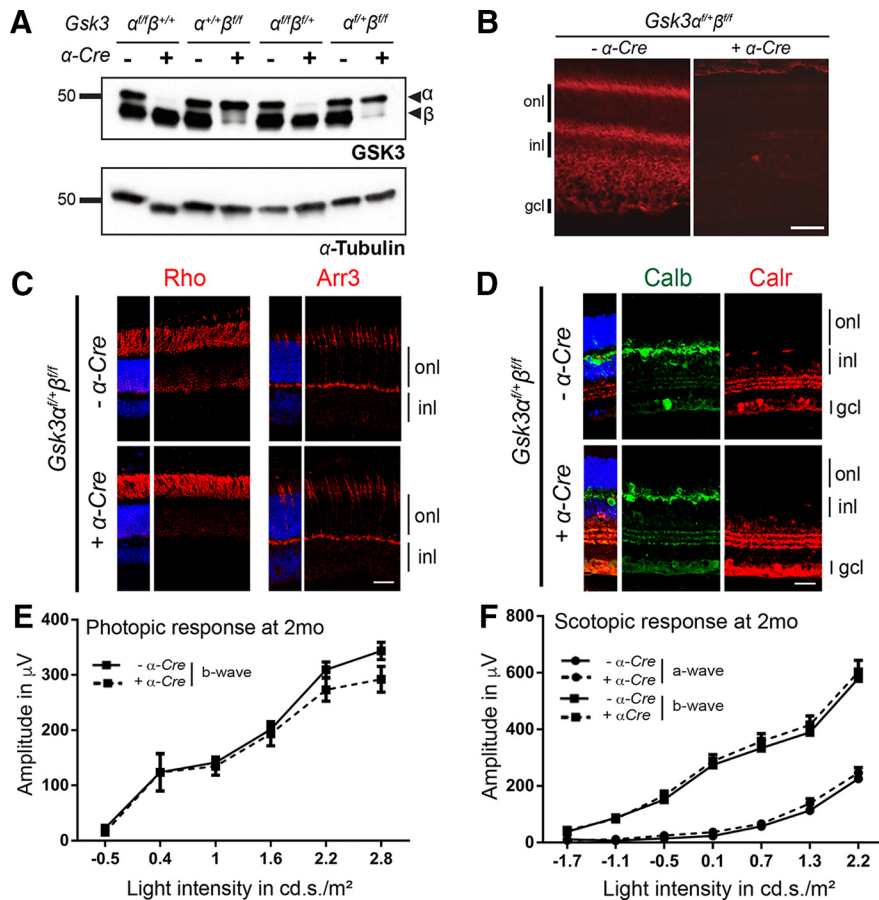 A
Gsk3 α^f/f β^+/+ α^+/+ β^f/f α^f/f β^f/+ α^f/+ β^f/f
α-Cre - + - + - + - +
50
α
β
GSK3
50
α-Tubulin
B
Gsk3α^f/+β^f/f
- α-Cre + α-Cre
onl
inl
gcl
C
Rho Arr3
Gsk3α^f/+β^f/f
- α-Cre
onl
inl
+ α-Cre
onl
inl
D
Calb Calr
Gsk3α^f/+β^f/f
- α-Cre
onl
inl
gcl
+ α-Cre
onl
inl
gcl
E
Photopic response at 2mo
- α-Cre
+ α-Cre
b-wave
Amplitude in µV
400
300
200
100
0
-0.5 0.4 1 1.6 2.2 2.8
Light intensity in cd.s./m²
F
Scotopic response at 2mo
- α-Cre
+ α-Cre
a-wave
- α-Cre
+ αCre
b-wave
Amplitude in µV
800
600
400
200
0
-1.7 -1.1 -0.5 0.1 0.7 1.3 2.2
Light intensity in cd.s./m²